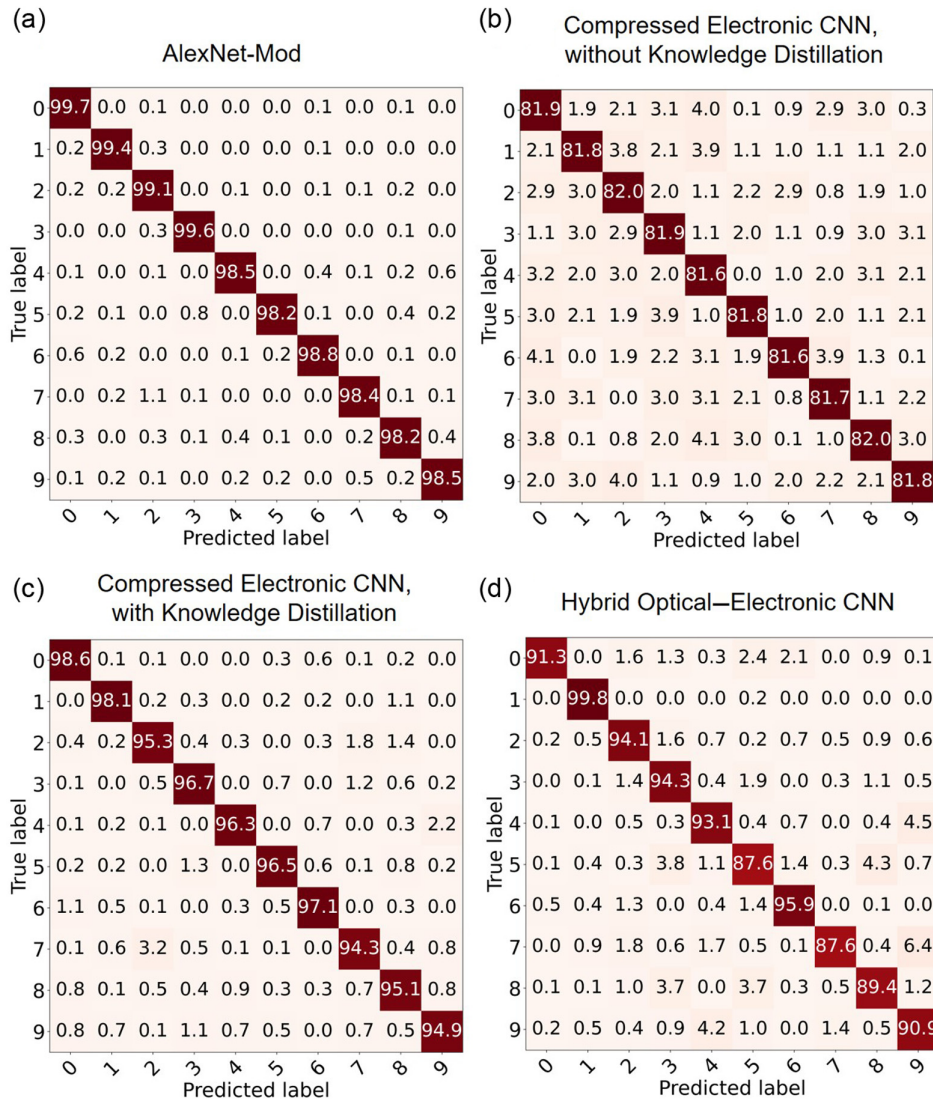 (a)
AlexNet-Mod
True label
0 99.7 0.0 0.1 0.0 0.0 0.0 0.1 0.0 0.1 0.0
1 0.2 99.4 0.3 0.0 0.0 0.0 0.1 0.0 0.0 0.1
2 0.2 0.2 99.1 0.0 0.1 0.0 0.1 0.1 0.2 0.0
3 0.0 0.0 0.3 99.6 0.0 0.1 0.0 0.0 0.0 0.0
4 0.1 0.0 0.1 0.0 98.5 0.0 0.4 0.1 0.2 0.6
5 0.2 0.1 0.0 0.8 0.0 98.2 0.1 0.0 0.4 0.2
6 0.6 0.2 0.0 0.0 0.1 0.2 98.8 0.0 0.1 0.0
7 0.0 0.2 1.1 0.1 0.0 0.0 0.0 98.4 0.1 0.1
8 0.3 0.0 0.3 0.1 0.4 0.1 0.0 0.2 98.2 0.4
9 0.1 0.2 0.1 0.0 0.2 0.2 0.0 0.5 0.2 98.5
0 1 2 3 4 5 6 7 8 9
Predicted label
(b)
Compressed Electronic CNN,
without Knowledge Distillation
True label
0 81.9 1.9 2.1 3.1 4.0 0.1 0.9 2.9 3.0 0.3
1 2.1 81.8 3.8 2.1 3.9 1.1 1.0 1.1 1.1 2.0
2 2.9 3.0 82.0 2.0 1.1 2.2 2.9 0.8 1.9 1.0
3 1.1 3.0 2.9 81.9 1.1 2.0 1.1 0.9 3.0 3.1
4 3.2 2.0 3.0 2.0 81.6 0.0 1.0 2.0 3.1 2.1
5 3.0 2.1 1.9 3.9 1.0 81.8 1.0 2.0 1.1 2.1
6 4.1 0.0 1.9 2.2 3.1 1.9 81.6 3.9 1.3 0.1
7 3.0 3.1 0.0 3.0 3.1 2.1 0.8 81.7 1.1 2.2
8 3.8 0.1 0.8 2.0 4.1 3.0 0.1 1.0 82.0 3.0
9 2.0 3.0 4.0 1.1 0.9 1.0 2.0 2.2 2.1 81.8
0 1 2 3 4 5 6 7 8 9
Predicted label
(c)
Compressed Electronic CNN,
with Knowledge Distillation
True label
0 98.6 0.1 0.1 0.0 0.0 0.3 0.6 0.1 0.2 0.0
1 0.0 98.1 0.2 0.3 0.0 0.2 0.2 0.0 1.1 0.0
2 0.4 0.2 95.3 0.4 0.3 0.0 0.3 1.8 1.4 0.0
3 0.1 0.0 0.5 96.7 0.0 0.7 0.0 1.2 0.6 0.2
4 0.1 0.2 0.1 0.0 96.3 0.0 0.7 0.0 0.3 2.2
5 0.2 0.2 0.0 1.3 0.0 96.5 0.6 0.1 0.8 0.2
6 1.1 0.5 0.1 0.0 0.3 0.5 97.1 0.0 0.3 0.0
7 0.1 0.6 3.2 0.5 0.1 0.1 0.0 94.3 0.4 0.8
8 0.8 0.1 0.5 0.4 0.9 0.3 0.3 0.7 95.1 0.8
9 0.8 0.7 0.1 1.1 0.7 0.5 0.0 0.7 0.5 94.9
0 1 2 3 4 5 6 7 8 9
Predicted label
(d)
Hybrid Optical–Electronic CNN
True label
0 91.3 0.0 1.6 1.3 0.3 2.4 2.1 0.0 0.9 0.1
1 0.0 99.8 0.0 0.0 0.0 0.2 0.0 0.0 0.0 0.0
2 0.2 0.5 94.1 1.6 0.7 0.2 0.7 0.5 0.9 0.6
3 0.0 0.1 1.4 94.3 0.4 1.9 0.0 0.3 1.1 0.5
4 0.1 0.0 0.5 0.3 93.1 0.4 0.7 0.0 0.4 4.5
5 0.1 0.4 0.3 3.8 1.1 87.6 1.4 0.3 4.3 0.7
6 0.5 0.4 1.3 0.0 0.4 1.4 95.9 0.0 0.1 0.0
7 0.0 0.9 1.8 0.6 1.7 0.5 0.1 87.6 0.4 6.4
8 0.1 0.1 1.0 3.7 0.0 3.7 0.3 0.5 89.4 1.2
9 0.2 0.5 0.4 0.9 4.2 1.0 0.0 1.4 0.5 90.9
0 1 2 3 4 5 6 7 8 9
Predicted label